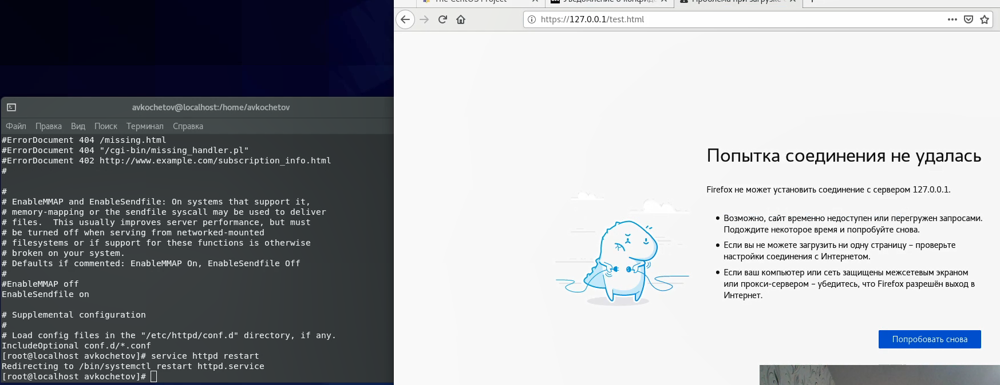 The CentOS Project
Уведомление о конфиде
Проблема при загрузке с
https://127.0.0.1/test.html
avkochetov@localhost:/home/avkochetov
Файл Правка Вид Поиск Терминал Справка
#ErrorDocument 404 /missing.html
#ErrorDocument 404 "/cgi-bin/missing_handler.pl"
#ErrorDocument 402 http://www.example.com/subscription_info.html
#
#
# EnableMMAP and EnableSendfile: On systems that support it,
# memory-mapping or the sendfile syscall may be used to deliver
# files.  This usually improves server performance, but must
# be turned off when serving from networked-mounted
# filesystems or if support for these functions is otherwise
# broken on your system.
# Defaults if commented: EnableMMAP On, EnableSendfile Off
#
#EnableMMAP off
EnableSendfile on
# Supplemental configuration
#
# Load config files in the "/etc/httpd/conf.d" directory, if any.
IncludeOptional conf.d/*.conf
[root@localhost avkochetov]# service httpd restart
Redirecting to /bin/systemctl restart httpd.service
[root@localhost avkochetov]#
Попытка соединения не удалась
Firefox не может установить соединение с сервером 127.0.0.1.
• Возможно, сайт временно недоступен или перегружен запросами.
Подождите некоторое время и попробуйте снова.
• Если вы не можете загрузить ни одну страницу – проверьте
настройки соединения с Интернетом.
• Если ваш компьютер или сеть защищены межсетевым экраном
или прокси-сервером – убедитесь, что Firefox разрешён выход в
Интернет.
Попробовать снова